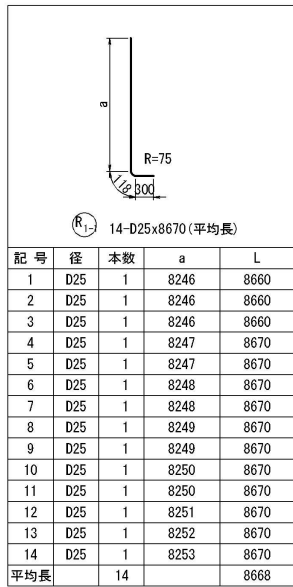 a
R=75
118
300
R1-1 14-D25x8670(平均長)
記 号 径 本数 a L
1 D25 1 8246 8660
2 D25 1 8246 8660
3 D25 1 8246 8660
4 D25 1 8247 8670
5 D25 1 8247 8670
6 D25 1 8248 8670
7 D25 1 8248 8670
8 D25 1 8249 8670
9 D25 1 8249 8670
10 D25 1 8250 8670
11 D25 1 8250 8670
12 D25 1 8251 8670
13 D25 1 8252 8670
14 D25 1 8253 8670
平均長 14 8668